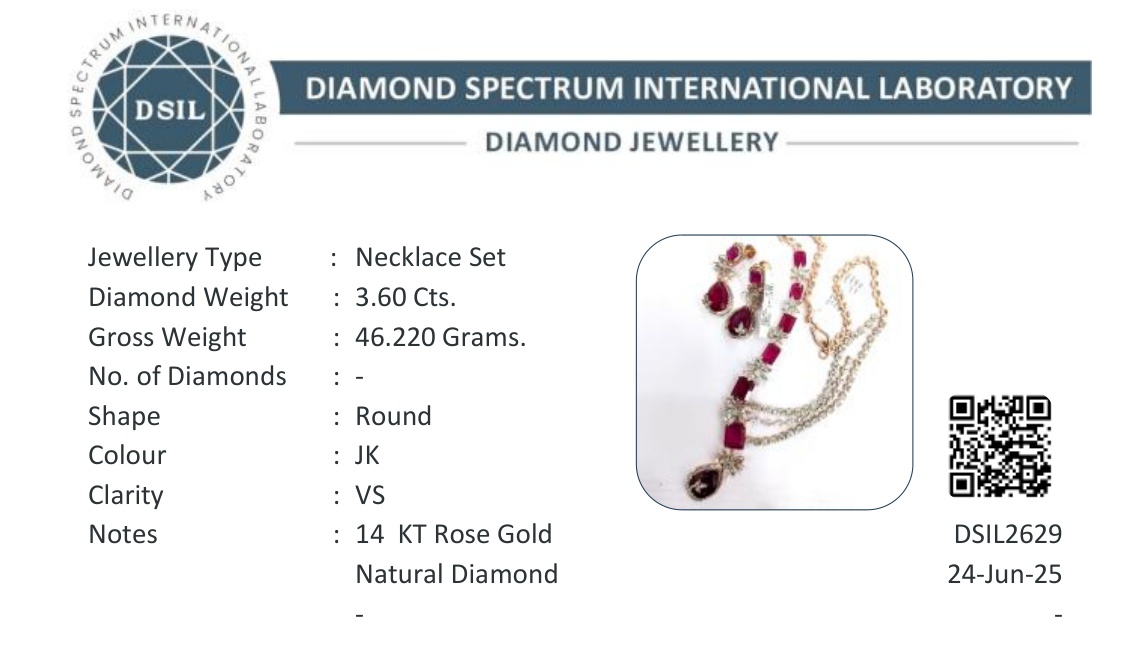 DIAMOND SPECTRUM INTERNATIONAL LABORATORY
DSIL
DIAMOND SPECTRUM INTERNATIONAL LABORATORY
DIAMOND JEWELLERY
Jewellery Type : Necklace Set
Diamond Weight : 3.60 Cts.
Gross Weight : 46.220 Grams.
No. of Diamonds : -
Shape : Round
Colour : JK
Clarity : VS
Notes : 14 KT Rose Gold
DSIL2629
Natural Diamond
24-Jun-25
-
-